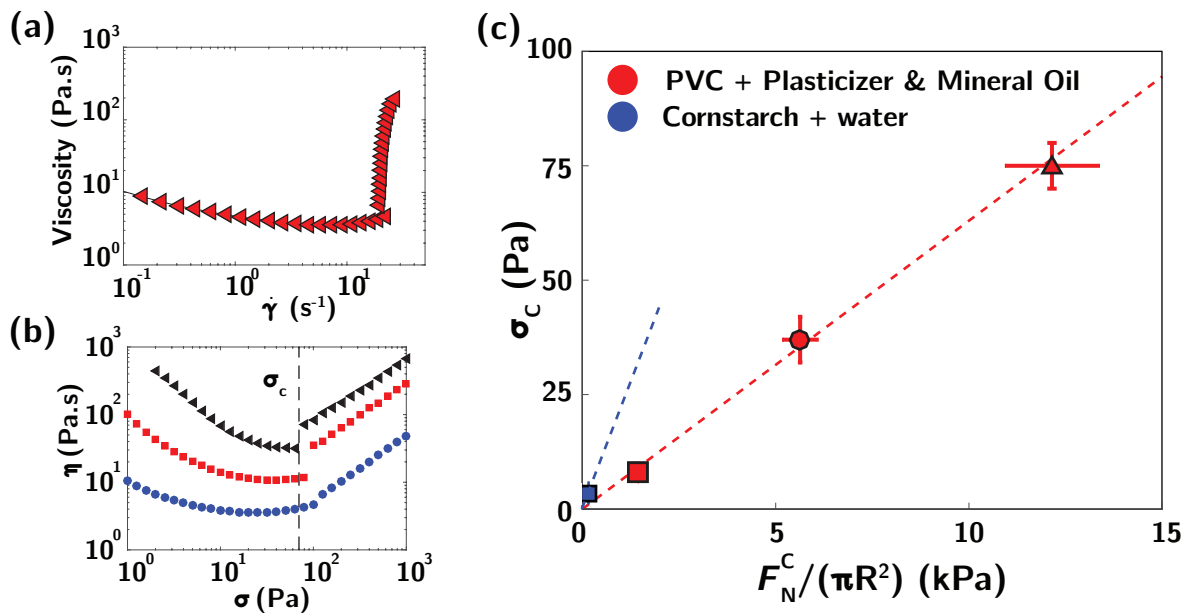 (a)
10³
10²
10¹
10⁰
Viscosity (Pa.s)
10⁻¹ 10⁰ 10¹
γ̇ (s⁻¹)
(b)
10³
10²
10¹
10⁰
η (Pa.s)
σc
10⁰ 10¹ 10² 10³
σ (Pa)
(c)
100
75
50
25
0
σC (Pa)
PVC + Plasticizer & Mineral Oil
Cornstarch + water
0 5 10 15
F_N^C/(πR²) (kPa)